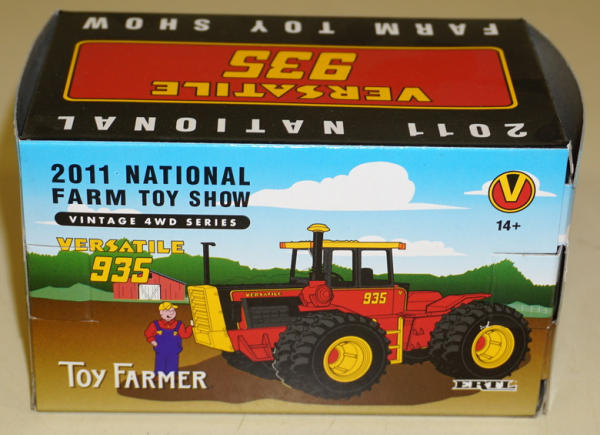 2011 NATIONAL
FARM TOY SHOW
VERSATILE
935
2011 NATIONAL
FARM TOY SHOW
VINTAGE 4WD SERIES
V
14+
VERSATILE
935
VERSATILE
935
V
TOY FARMER
ERTL